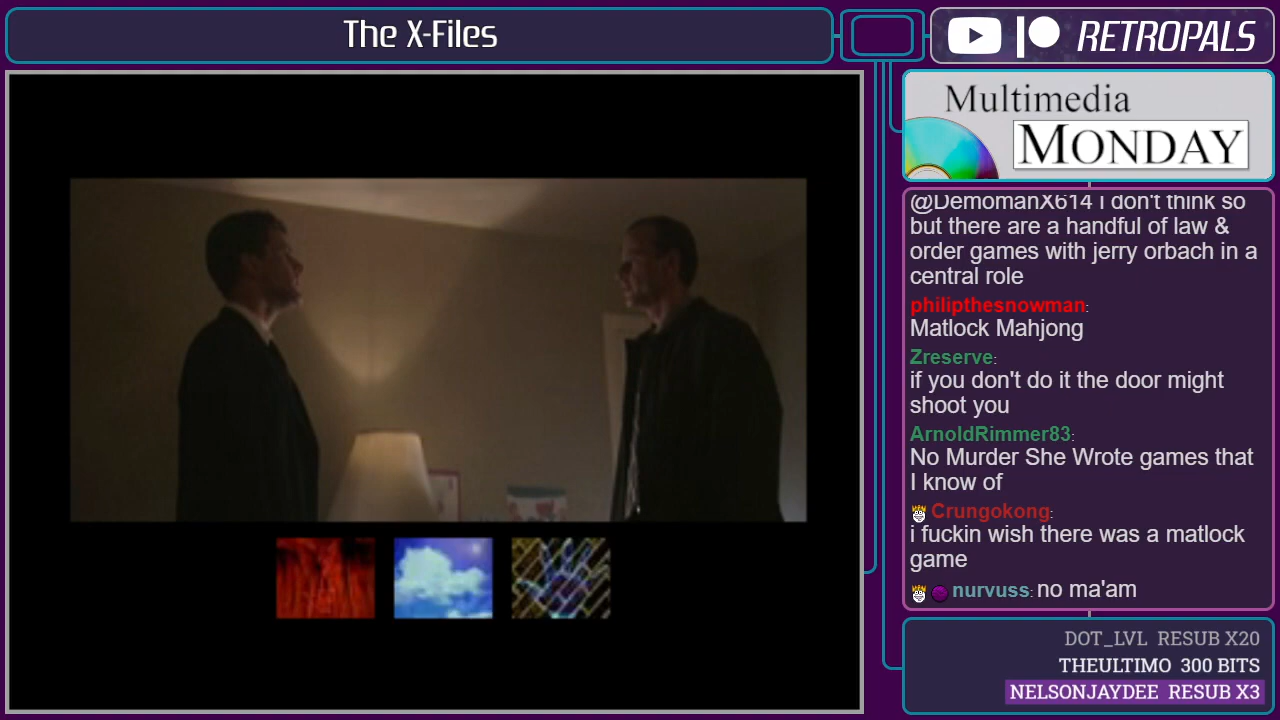 The X-Files
RETROPALS
Multimedia
MONDAY
@DemomanX614 i don't think so
but there are a handful of law &
order games with jerry orbach in a
central role
philipthesnowman:
Matlock Mahjong
Zreserve:
if you don't do it the door might
shoot you
ArnoldRimmer83:
No Murder She Wrote games that
I know of
Crungokong:
i fuckin wish there was a matlock
game
nurvuss: no ma'am
DOT_LVL RESUB X20
THEULTIMO 300 BITS
NELSONJAYDEE RESUB X3